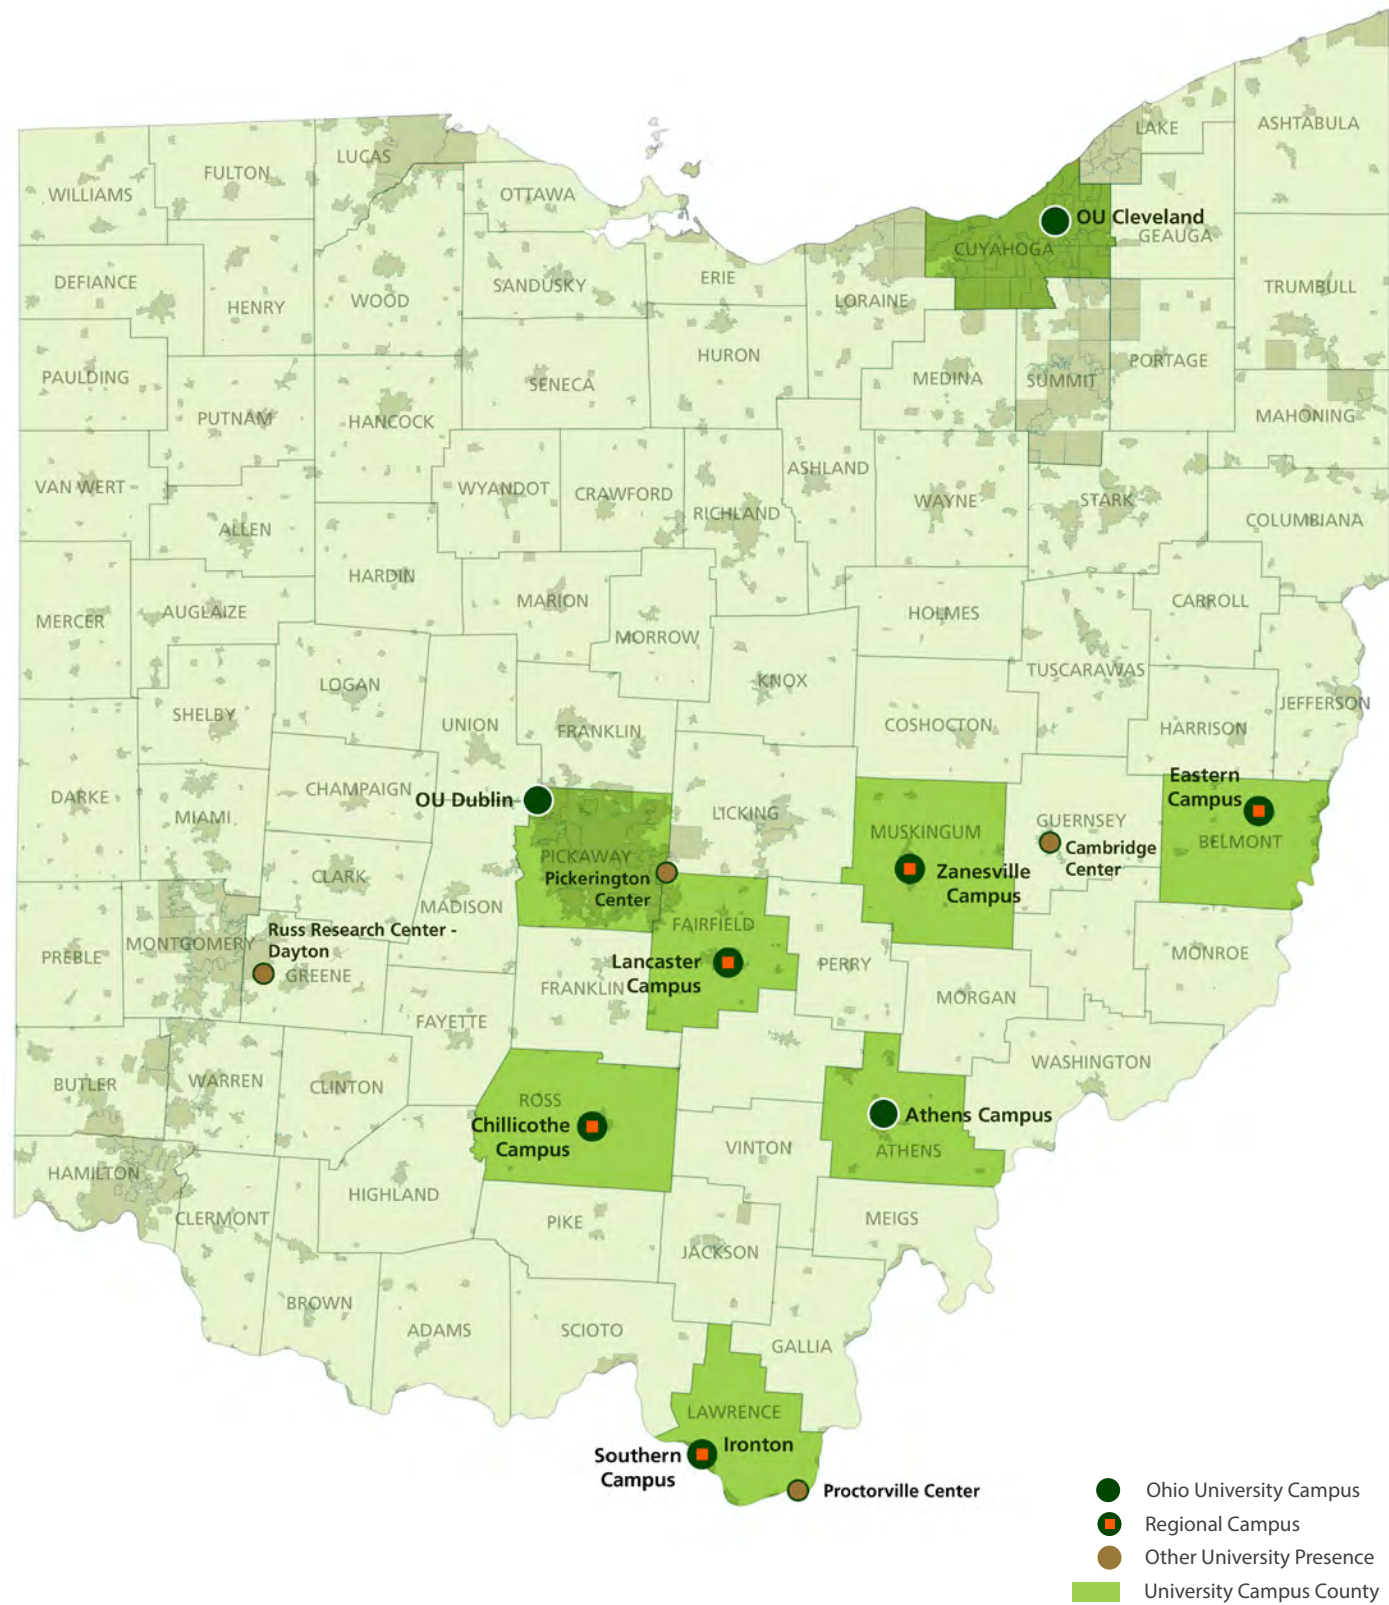 LAKE
ASHTABULA
LUCAS
FULTON
WILLIAMS
OTTAWA
OU Cleveland
GEAUGA
CUYAHOGA
ERIE
DEFIANCE
SANDUSKY
TRUMBULL
HENRY
WOOD
LORAINE
HURON
PORTAGE
PAULDING
SENECA
MEDINA
SUMMIT
MAHONING
PUTNAM
HANCOCK
ASHLAND
VAN WERT
WYANDOT
CRAWFORD
WAYNE
STARK
RICHLAND
COLUMBIANA
ALLEN
HARDIN
MARION
CARROLL
AUGLAIZE
HOLMES
MERCER
MORROW
TUSCARAWAS
KNOX
LOGAN
JEFFERSON
SHELBY
UNION
FRANKLIN
COSHOCTON
HARRISON
Eastern
Campus
CHAMPAIGN
DARKE
OU Dublin
MIAMI
LICKING
GUERNSEY
MUSKINGUM
BELMONT
Cambridge
Center
PICKAWAY
Pickerington
Center
Zanesville
Campus
CLARK
MADISON
FAIRFIELD
Russ Research Center -
Dayton
MONTGOMERY
PREBLE
GREENE
MONROE
Lancaster
Campus
PERRY
FRANKLIN
MORGAN
FAYETTE
WASHINGTON
BUTLER
WARREN
CLINTON
ROSS
Chillicothe
Campus
Athens Campus
VINTON
ATHENS
HAMILTON
HIGHLAND
CLERMONT
PIKE
MEIGS
JACKSON
BROWN
ADAMS
SCIOTO
GALLIA
LAWRENCE
Ironton
Southern
Campus
Proctorville Center
Ohio University Campus
Regional Campus
Other University Presence
University Campus County